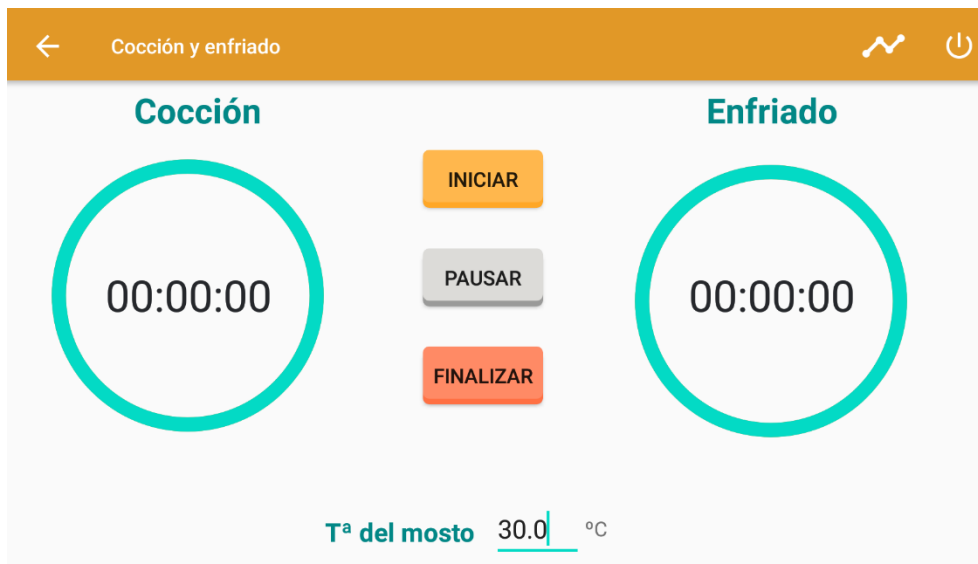 Cocción y enfriado
Cocción
Enfriado
INICIAR
PAUSAR
FINALIZAR
00:00:00
00:00:00
Tª del mosto 30.0 ºC